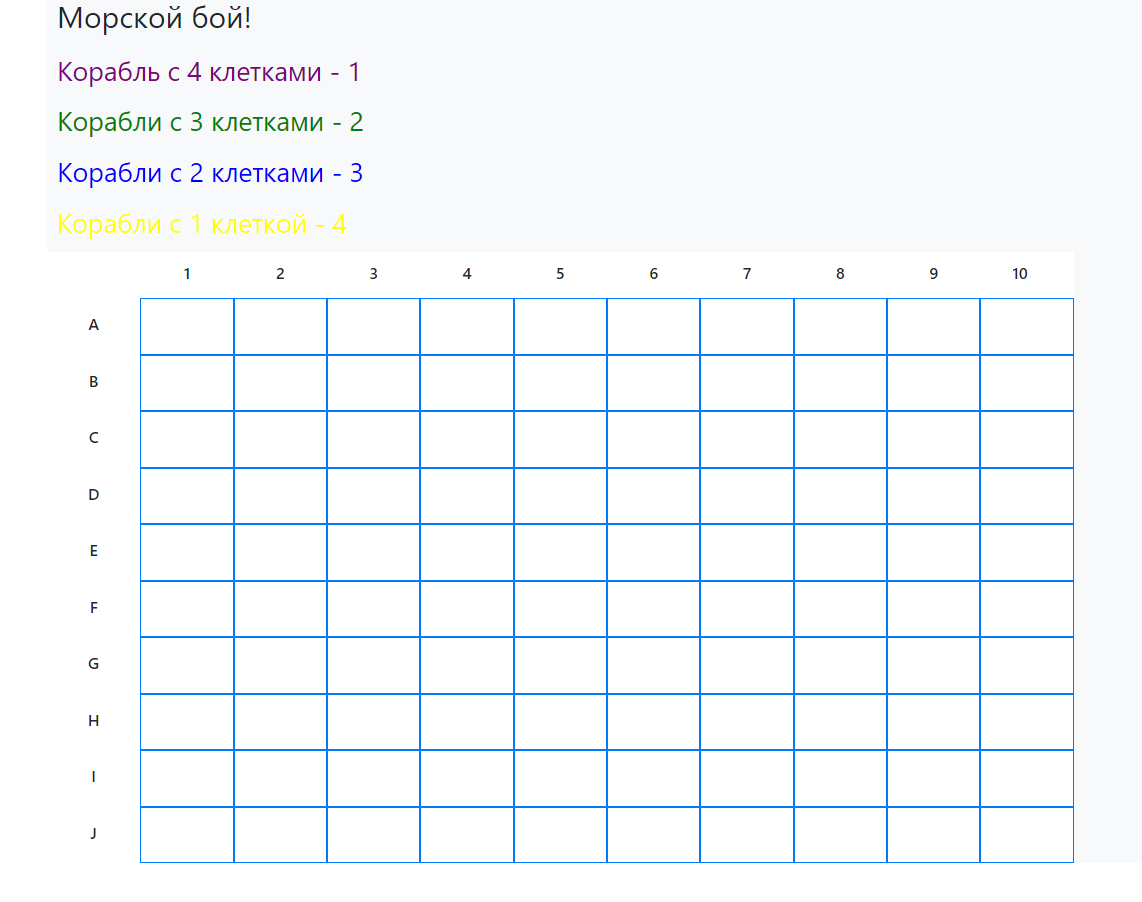 Морской бой!
Корабль с 4 клетками - 1
Корабли с 3 клетками - 2
Корабли с 2 клетками - 3
Корабли с 1 клеткой - 4
1 2 3 4 5 6 7 8 9 10
A
B
C
D
E
F
G
H
I
J